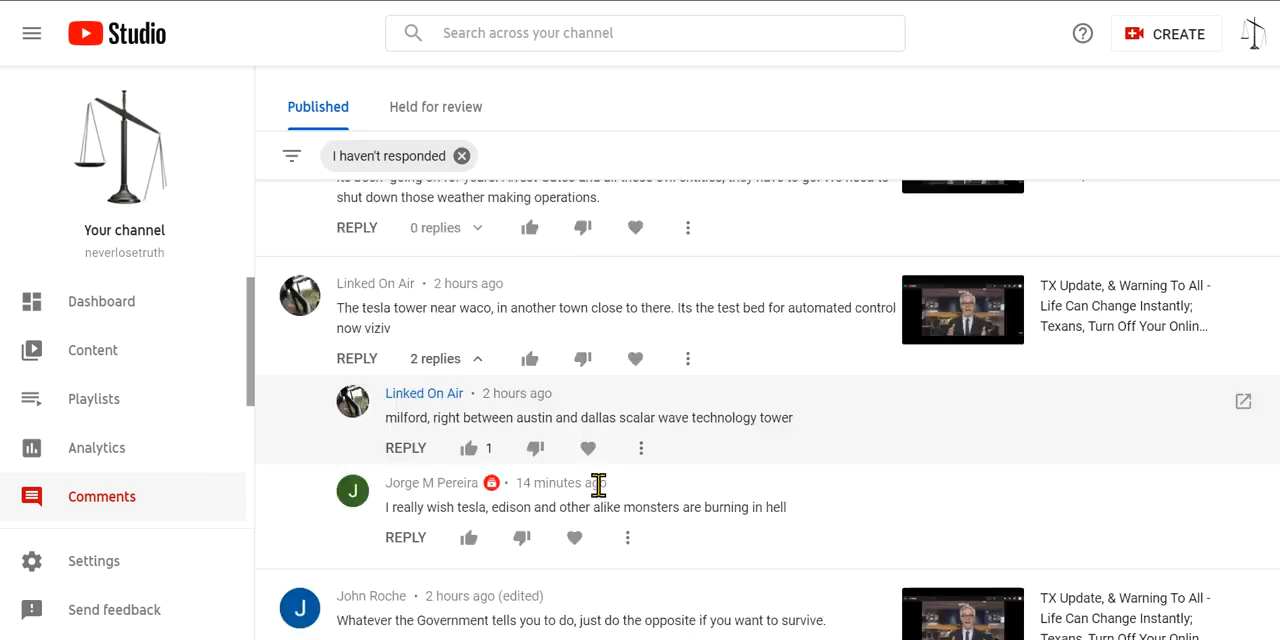 Studio
Search across your channel
CREATE
Your channel
neverlosetruth
Dashboard
Content
Playlists
Analytics
Comments
Settings
Send feedback
Published
Held for review
I haven't responded
shut down those weather making operations.
REPLY 0 replies
Linked On Air • 2 hours ago
The tesla tower near waco, in another town close to there. Its the test bed for automated control
now viziv
REPLY 2 replies
TX Update, & Warning To All -
Life Can Change Instantly;
Texans, Turn Off Your Onlin...
Linked On Air • 2 hours ago
milford, right between austin and dallas scalar wave technology tower
REPLY 1
J
Jorge M Pereira • 14 minutes ago
I really wish tesla, edison and other alike monsters are burning in hell
REPLY
J
John Roche • 2 hours ago (edited)
Whatever the Government tells you to do, just do the opposite if you want to survive.
TX Update, & Warning To All -
Life Can Change Instantly;
Texans, Turn Off Your Onlin